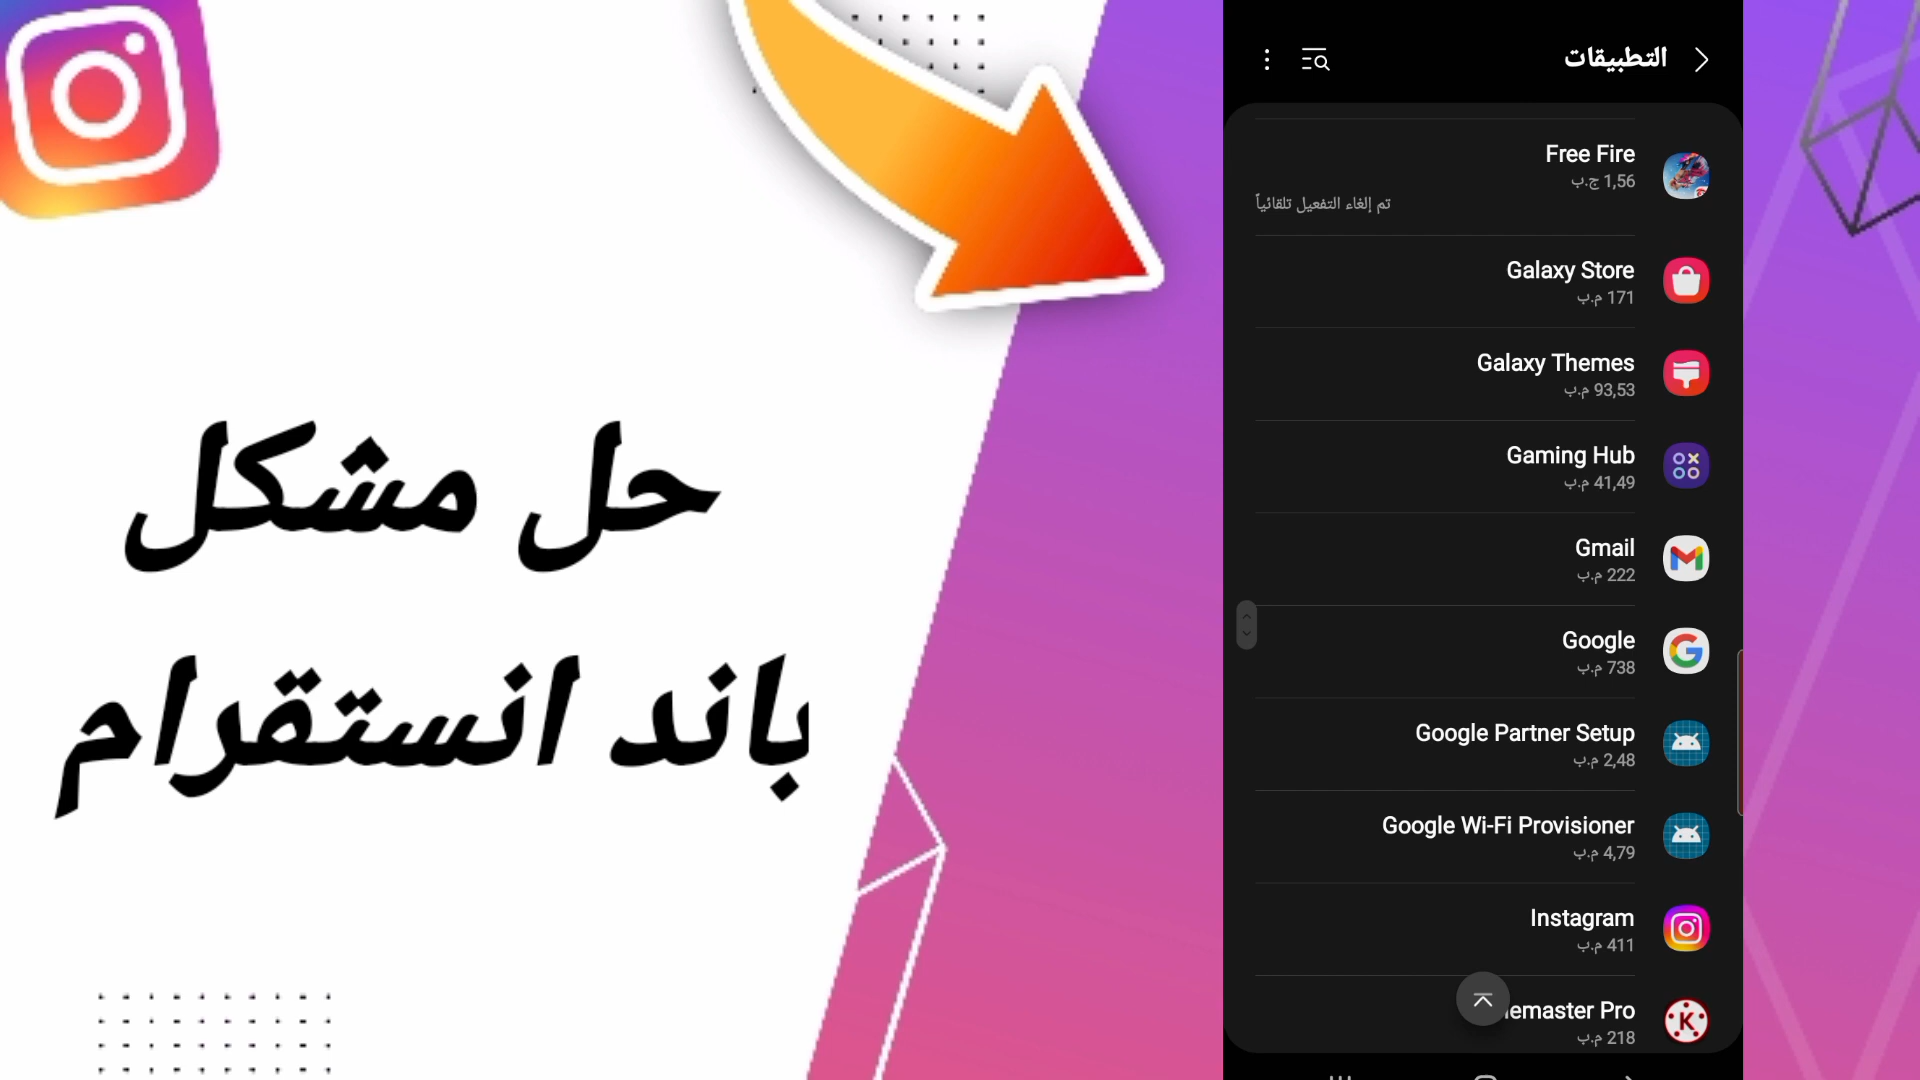 حل مشكل
باند انستقرام
التطبيقات
Free Fire
1,56 ج.ب
تم إلغاء التفعيل تلقائياً
Galaxy Store
171 م.ب
Galaxy Themes
93,53 م.ب
Gaming Hub
41,49 م.ب
Gmail
222 م.ب
Google
738 م.ب
Google Partner Setup
2,48 م.ب
Google Wi-Fi Provisioner
4,79 م.ب
Instagram
411 م.ب
Pro
218 م.ب